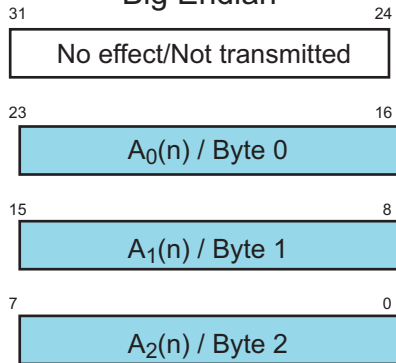 Big Endian
31 24
No effect/Not transmitted
23 16
A₀(n) / Byte 0
15 8
A₁(n) / Byte 1
7 0
A₂(n) / Byte 2